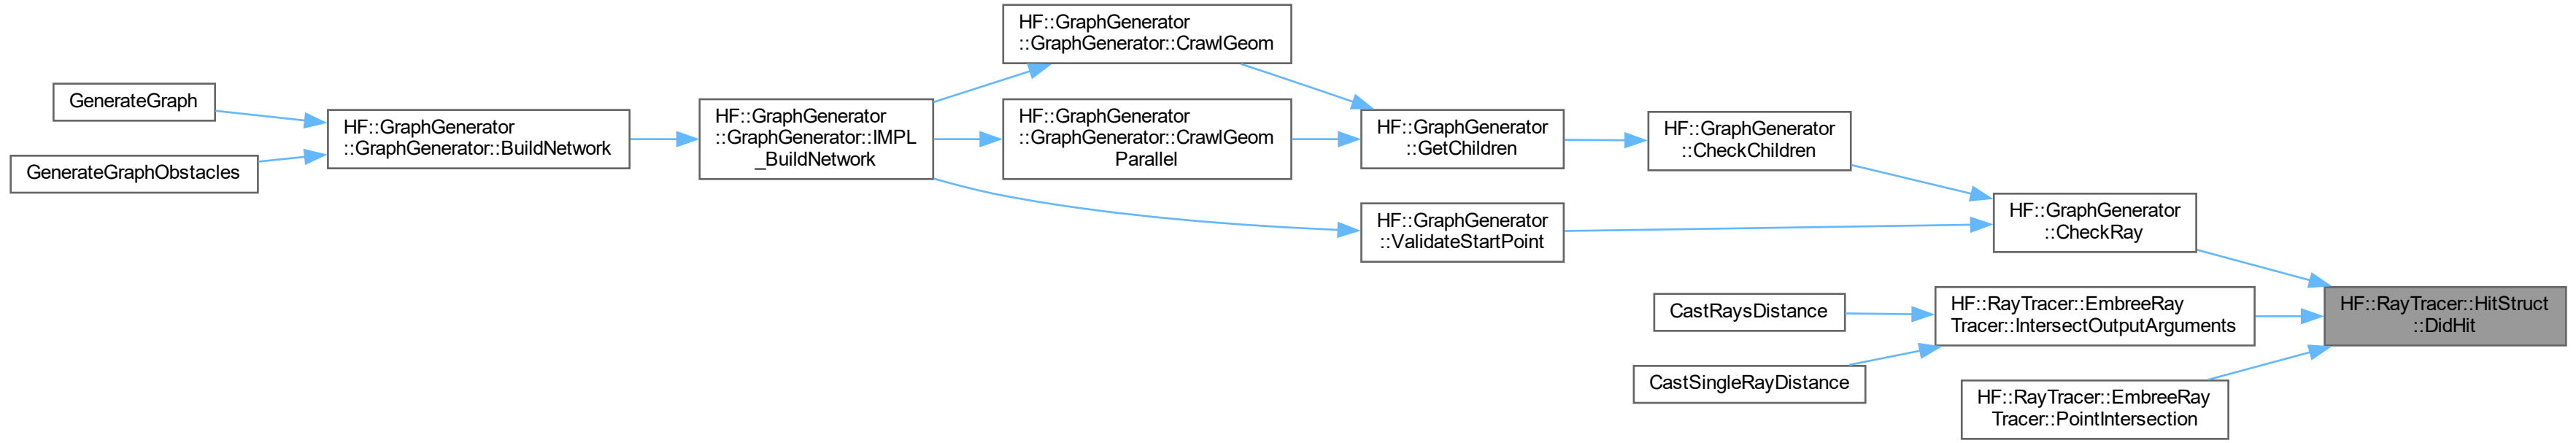 GenerateGraph
GenerateGraphObstacles
HF::GraphGenerator
::GraphGenerator::BuildNetwork
HF::GraphGenerator
::GraphGenerator::IMPL
_BuildNetwork
HF::GraphGenerator
::GraphGenerator::CrawlGeom
HF::GraphGenerator
::GraphGenerator::CrawlGeom
Parallel
HF::GraphGenerator
::GetChildren
HF::GraphGenerator
::ValidateStartPoint
HF::GraphGenerator
::CheckChildren
HF::GraphGenerator
::CheckRay
CastRaysDistance
CastSingleRayDistance
HF::RayTracer::EmbreeRay
Tracer::IntersectOutputArguments
HF::RayTracer::EmbreeRay
Tracer::PointIntersection
HF::RayTracer::HitStruct
::DidHit